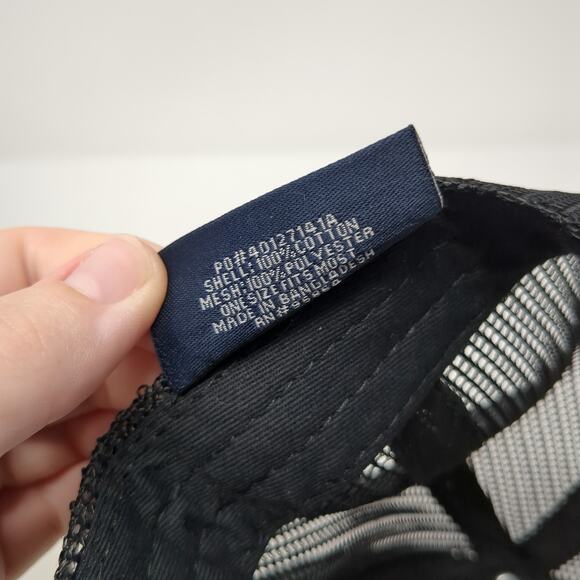 PO#40127141A
SHELL: 100% COTTON
MESH: 100% POLYESTER
ONE SIZE FITS MOST
MADE IN BANGLADESH
RN#